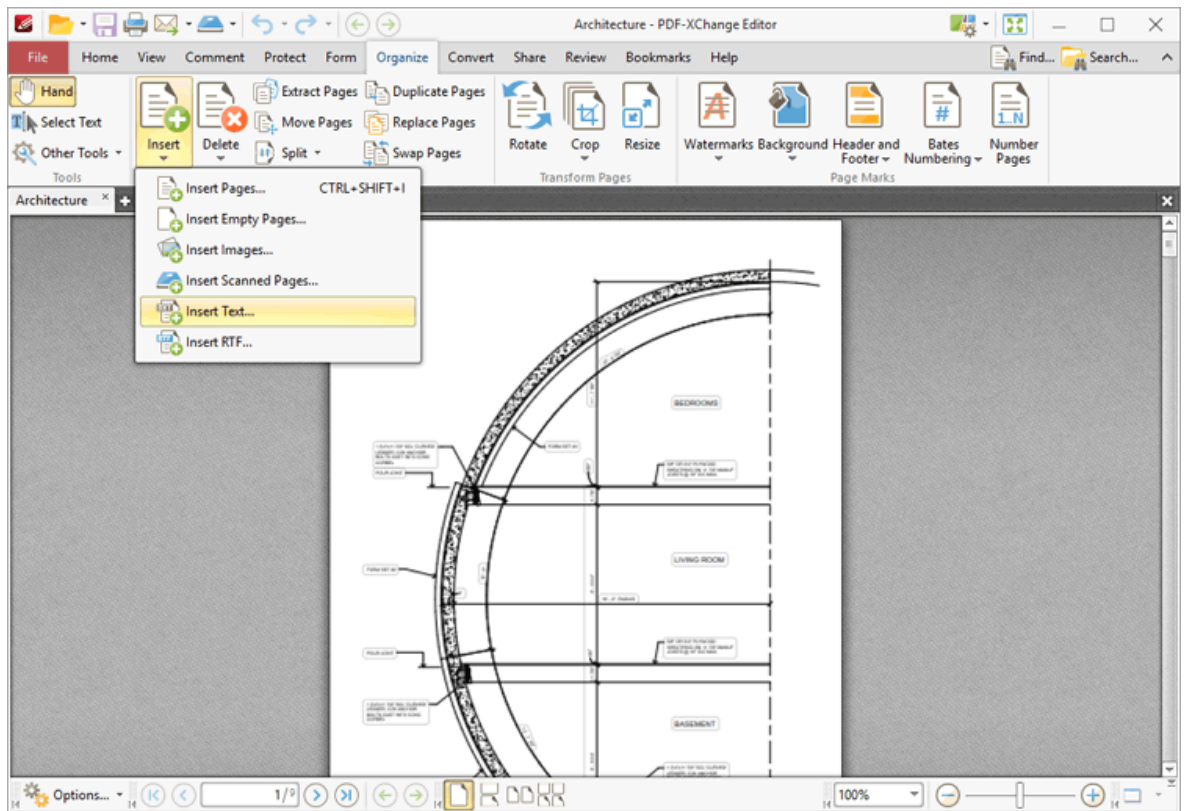 Architecture - PDF-XChange Editor
File Home View Comment Protect Form Organize Convert Share Review Bookmarks Help Find... Search...
Hand
Select Text
Other Tools
Tools
Insert
Delete
Extract Pages Duplicate Pages
Move Pages Replace Pages
Split Swap Pages
Rotate
Crop
Resize
Transform Pages
Watermarks
Background
Header and
Footer
Bates
Numbering
Number
Pages
Page Marks
Architecture
Insert Pages... CTRL+SHIFT+I
Insert Empty Pages...
Insert Images...
Insert Scanned Pages...
Insert Text...
Insert RTF...
BEDROOMS
LIVING ROOM
BASEMENT
Options...
1/9
100%